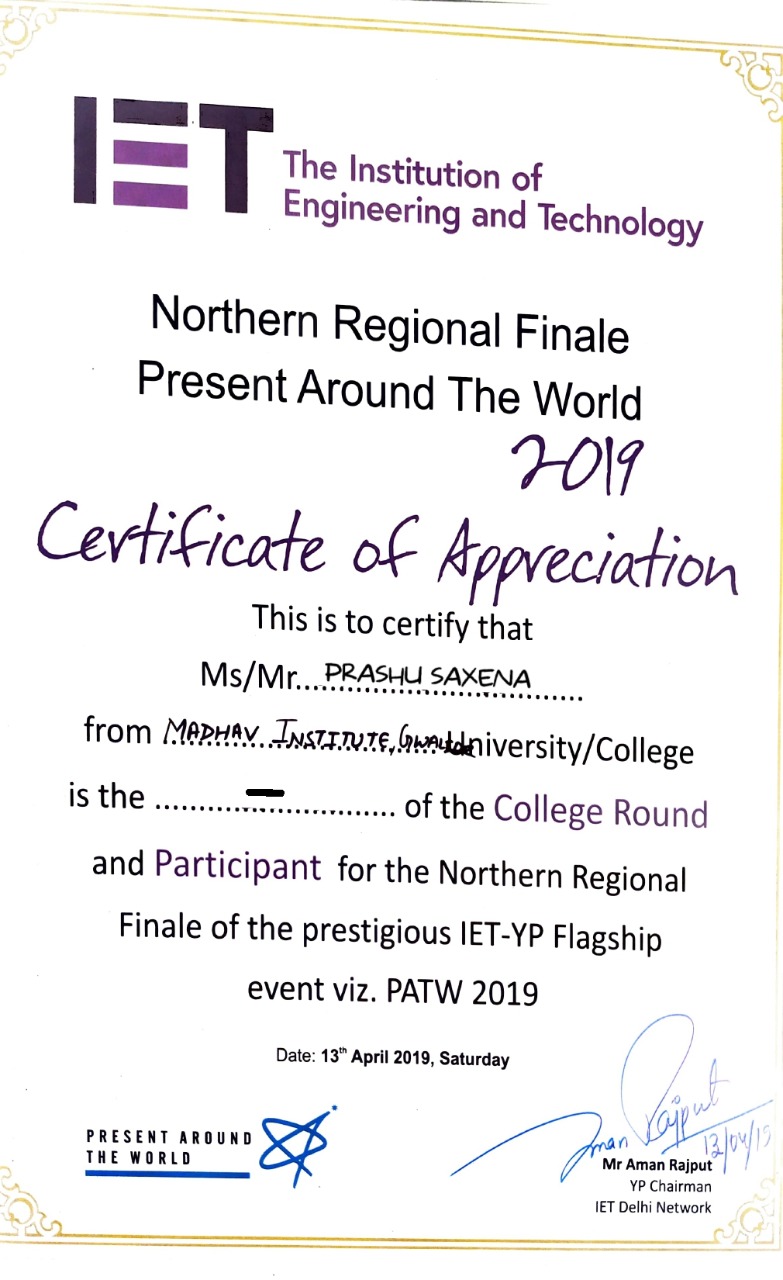 IET The Institution of
Engineering and Technology
Northern Regional Finale
Present Around The World
2019
Certificate of Appreciation
This is to certify that
Ms/Mr....PRASHU SAXENA..........
from MADHAV INSTITUTE, GWALIOR University/College
is the ..........—.......... of the College Round
and Participant for the Northern Regional
Finale of the prestigious IET-YP Flagship
event viz. PATW 2019
Date: 13th April 2019, Saturday
PRESENT AROUND
THE WORLD
Aman Rajput
13/04/19
Mr Aman Rajput
YP Chairman
IET Delhi Network